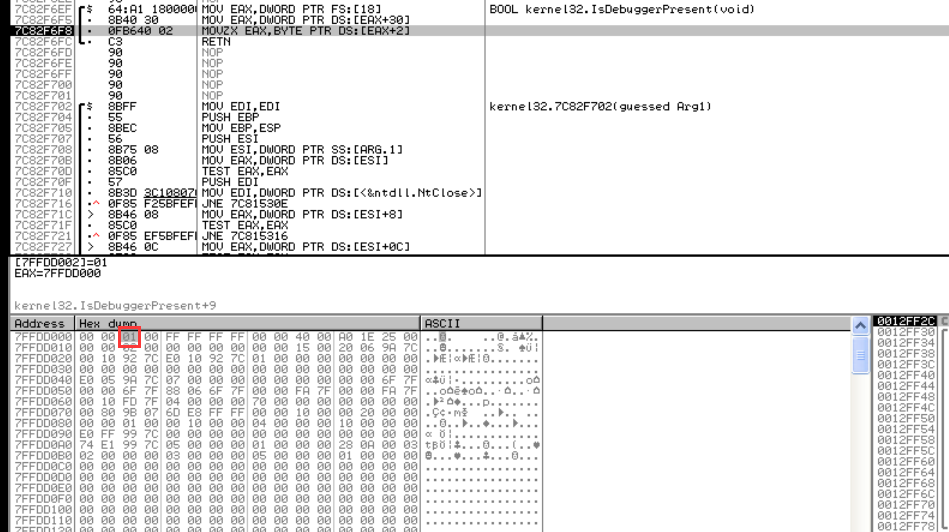 7C82F6EF $ 64:A1 1800000 MOV EAX,DWORD PTR FS:[18] BOOL kernel32.IsDebuggerPresent(void)
7C82F6F5 . 8B40 30 MOV EAX,DWORD PTR DS:[EAX+30]
7C82F6F8 . 0FB640 02 MOVZX EAX,BYTE PTR DS:[EAX+2]
7C82F6FC . C3 RETN
7C82F6FD 90 NOP
7C82F6FE 90 NOP
7C82F6FF 90 NOP
7C82F700 90 NOP
7C82F701 90 NOP
7C82F702 $ 8BFF MOV EDI,EDI kernel32.7C82F702(guessed Arg1)
7C82F704 . 55 PUSH EBP
7C82F705 . 8BEC MOV EBP,ESP
7C82F707 . 56 PUSH ESI
7C82F708 . 8B75 08 MOV ESI,DWORD PTR SS:[ARG.1]
7C82F70B . 8B06 MOV EAX,DWORD PTR DS:[ESI]
7C82F70D . 85C0 TEST EAX,EAX
7C82F70F . 57 PUSH EDI
7C82F710 . 8B3D 3C10807 MOV EDI,DWORD PTR DS:[<&ntdll.NtClose>]
7C82F716 .^ 0F85 F25BFEF JNE 7C81530E
7C82F71C > 8B46 08 MOV EAX,DWORD PTR DS:[ESI+8]
7C82F71F . 85C0 TEST EAX,EAX
7C82F721 .^ 0F85 EF5BFEF JNE 7C815316
7C82F727 > 8B46 0C MOV EAX,DWORD PTR DS:[ESI+0C]
[7FFDD002]=01
EAX=7FFDD000
kernel32.IsDebuggerPresent+9
Address Hex dump ASCII
7FFDD000 00 00 01 00 FF FF FF FF 00 00 40 00 A0 1E 25 00 0012FF2C
7FFDD010 00 00 02 00 00 00 00 00 00 00 15 00 20 06 9A 7C 0012FF30
7FFDD020 00 10 92 7C E0 10 92 7C 01 00 00 00 00 00 00 00 0012FF34
7FFDD030 00 00 00 00 00 00 00 00 00 00 00 00 00 00 00 00 0012FF38
7FFDD040 E0 05 9A 7C 07 00 00 00 00 00 00 00 00 00 6F 7F 0012FF3C
7FFDD050 00 00 6F 7F 88 06 6F 7F 00 00 FA 7F 00 00 FA 7F 0012FF40
7FFDD060 00 10 FD 7F 04 00 00 00 70 00 00 00 00 00 00 00 0012FF44
7FFDD070 00 80 9B 07 6D E8 FF FF 00 00 10 00 00 20 00 00 0012FF48
7FFDD080 00 00 01 00 00 10 00 00 04 00 00 00 10 00 00 00 0012FF4C
7FFDD090 E0 FF 99 7C 00 00 00 00 00 00 00 00 00 00 00 00 0012FF50
7FFDD0A0 74 E1 99 7C 05 00 00 00 01 00 00 00 28 0A 00 03 0012FF54
7FFDD0B0 02 00 00 00 03 00 00 00 05 00 00 00 01 00 00 00 0012FF58
7FFDD0C0 00 00 00 00 00 00 00 00 00 00 00 00 00 00 00 00 0012FF5C
7FFDD0D0 00 00 00 00 00 00 00 00 00 00 00 00 00 00 00 00 0012FF60
7FFDD0E0 00 00 00 00 00 00 00 00 00 00 00 00 00 00 00 00 0012FF64
7FFDD0F0 00 00 00 00 00 00 00 00 00 00 00 00 00 00 00 00 0012FF68
7FFDD100 00 00 00 00 00 00 00 00 00 00 00 00 00 00 00 00 0012FF6C
7FFDD110 00 00 00 00 00 00 00 00 00 00 00 00 00 00 00 00 0012FF70
0012FF74
0012FF78